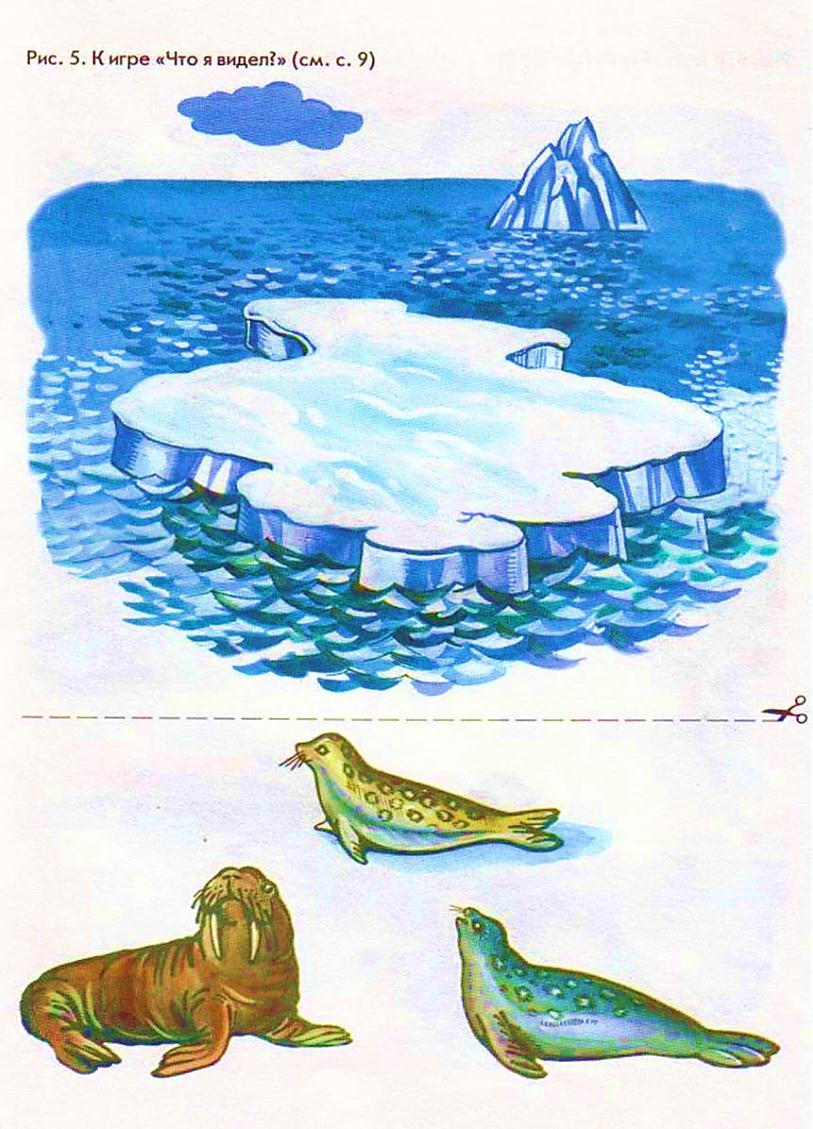 Рис. 5. К игре «Что я видел?» (см. с. 9)